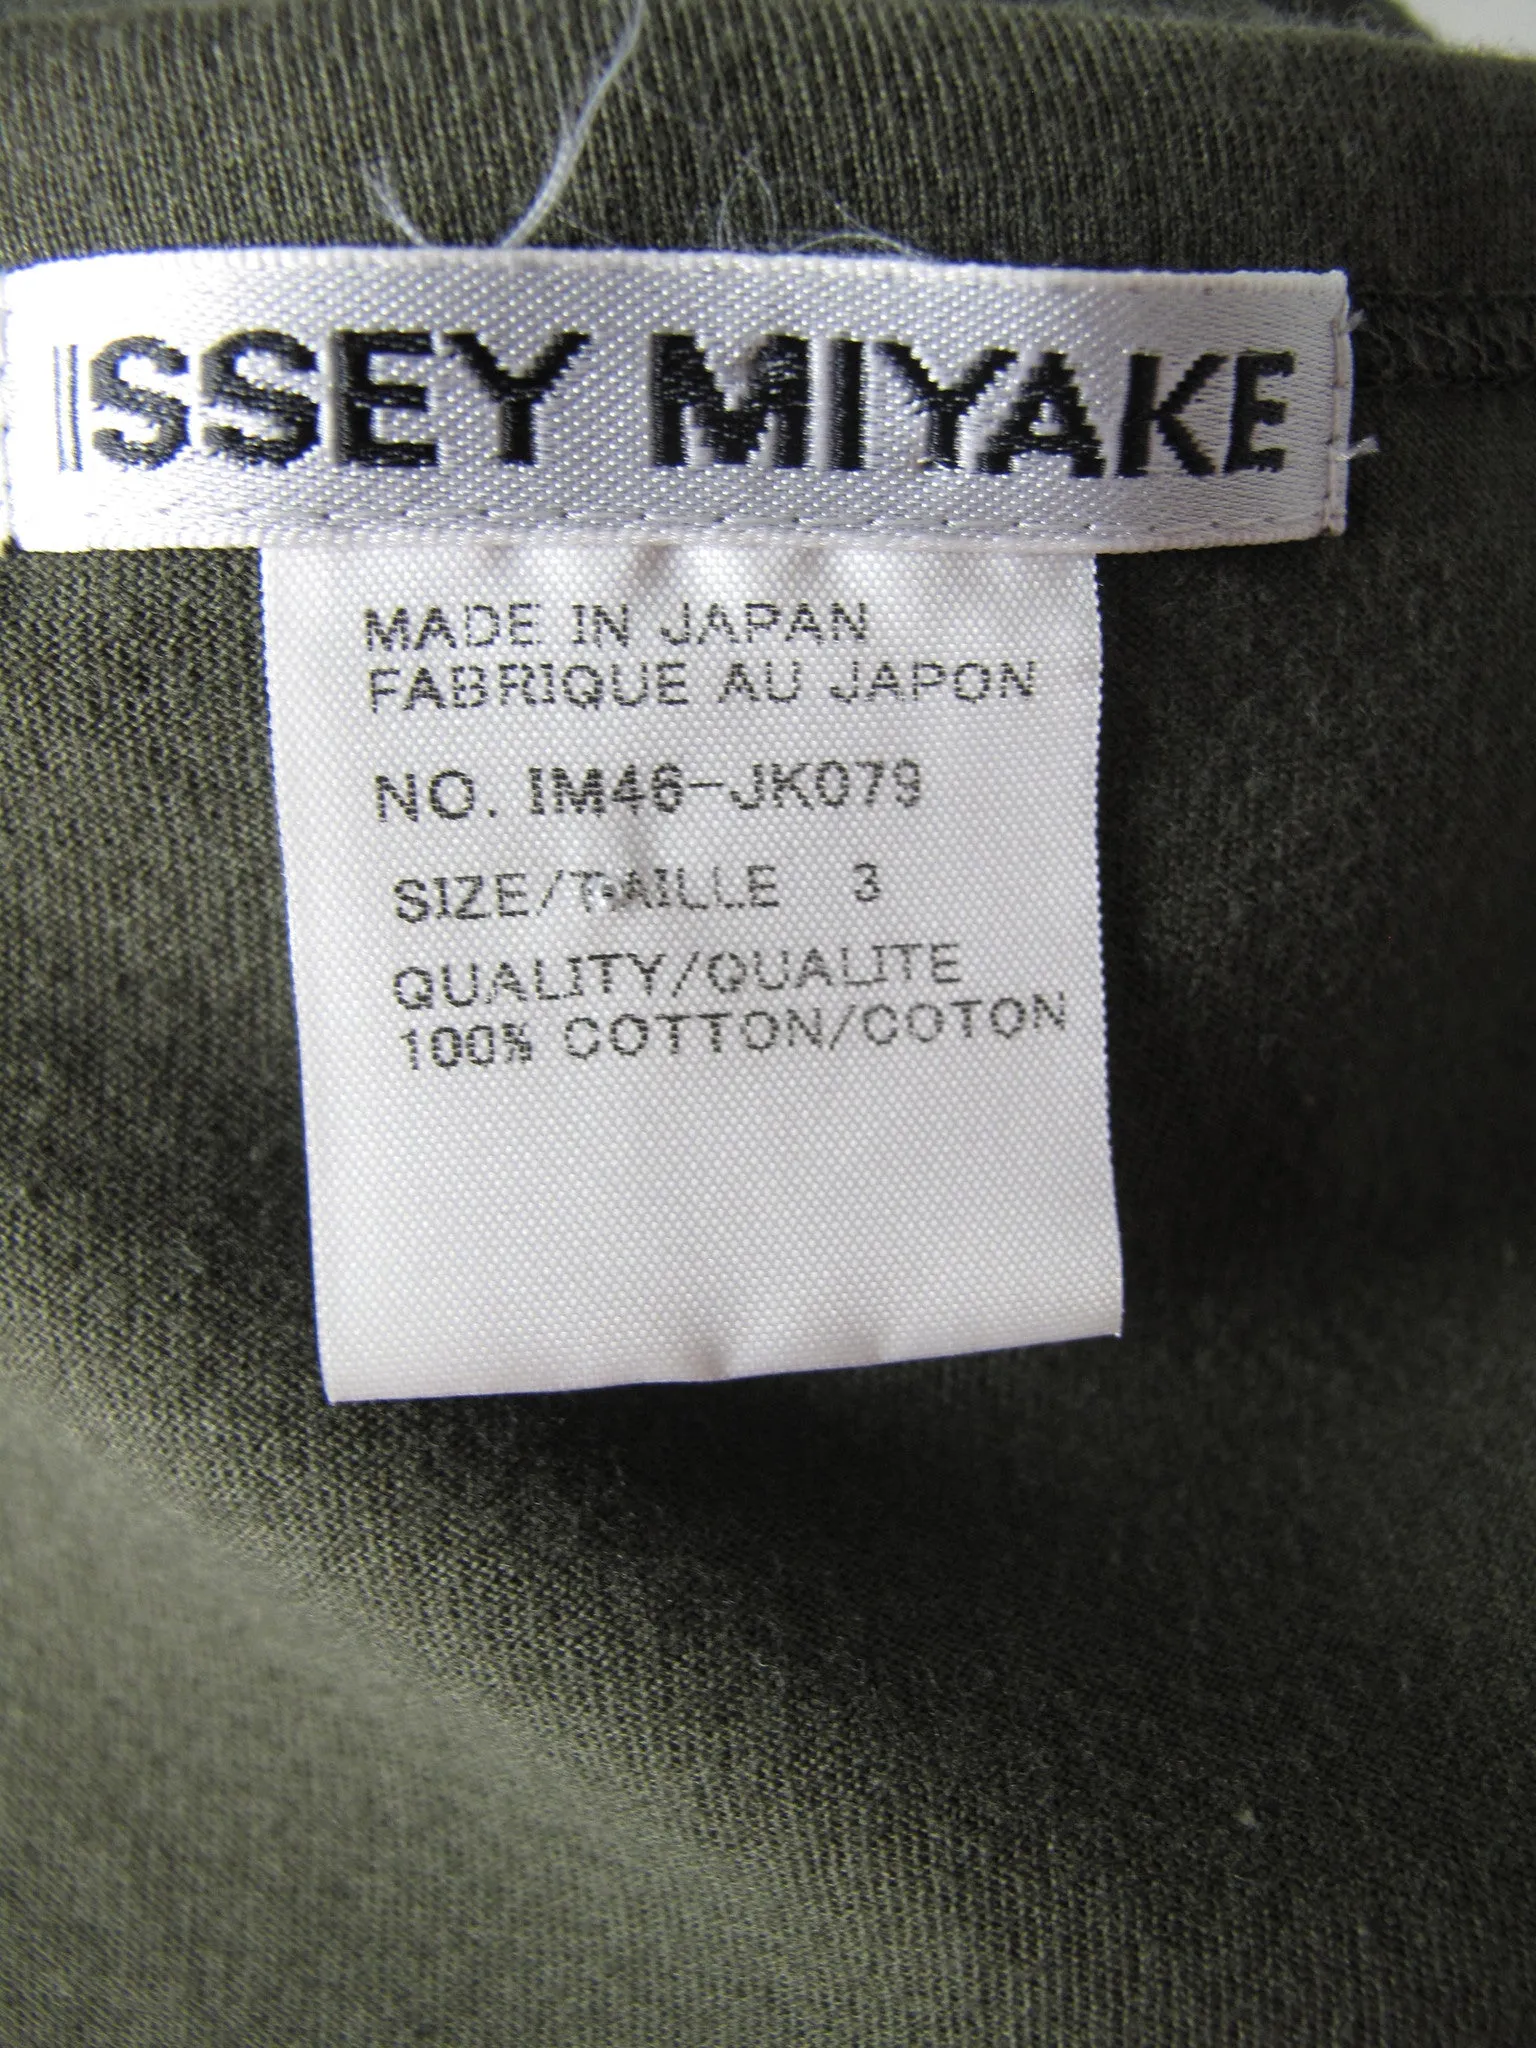 ISSEY MIYAKE
MADE IN JAPAN
FABRIQUE AU JAPON
NO. IM46-JK079
SIZE/TAILLE 3
QUALITY/QUALITE
100% COTTON/COTON